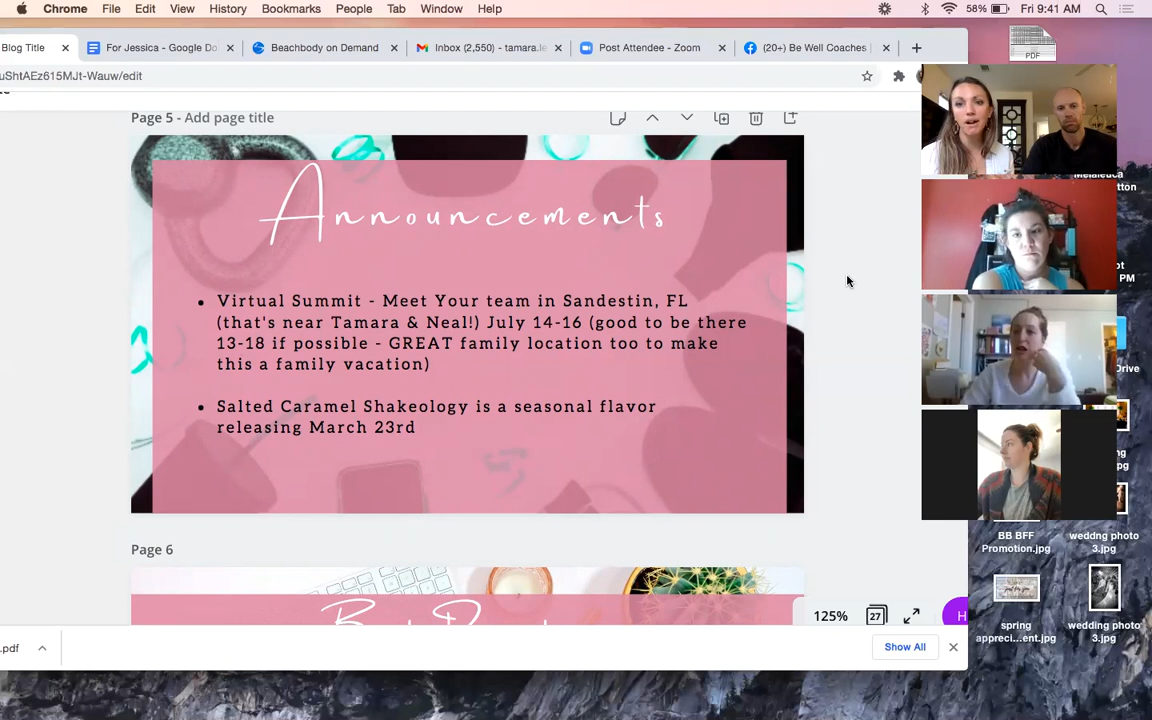 Chrome File Edit View History Bookmarks People Tab Window Help 58% Fri 9:41 AM
Blog Title For Jessica - Google Do Beachbody on Demand Inbox (2,550) - tamara.le Post Attendee - Zoom (20+) Be Well Coaches |
uShtAEz615MJt-Wauw/edit
PDF
Page 5 - Add page title
Announcements
• Virtual Summit - Meet Your team in Sandestin, FL
(that's near Tamara & Neal!) July 14-16 (good to be there
13-18 if possible - GREAT family location too to make
this a family vacation)
• Salted Caramel Shakeology is a seasonal flavor
releasing March 23rd
Page 6
125% 27 H
.pdf Show All
PM
Drive
BB BFF
Promotion.jpg
weddng photo
3.jpg
spring
appreci...ent.jpg
wedding photo
3.jpg